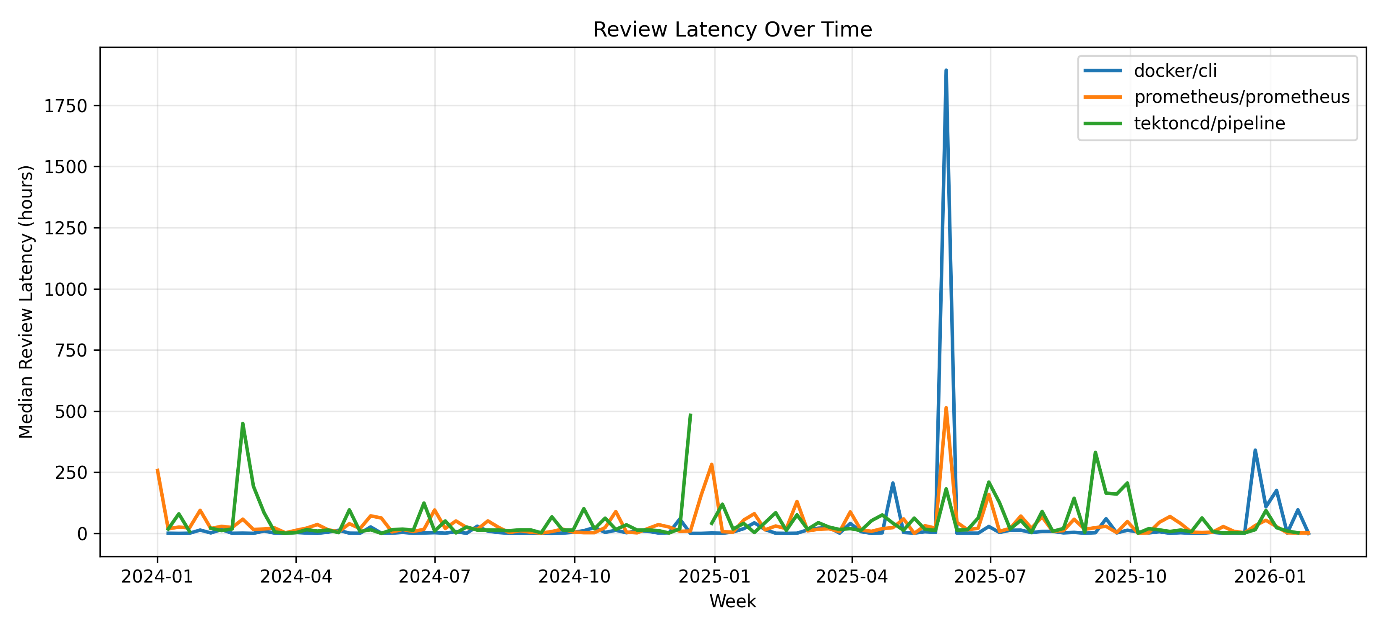 Review Latency Over Time
docker/cli
prometheus/prometheus
tektoncd/pipeline
Median Review Latency (hours)
1750
1500
1250
1000
750
500
250
0
2024-01 2024-04 2024-07 2024-10 2025-01 2025-04 2025-07 2025-10 2026-01
Week